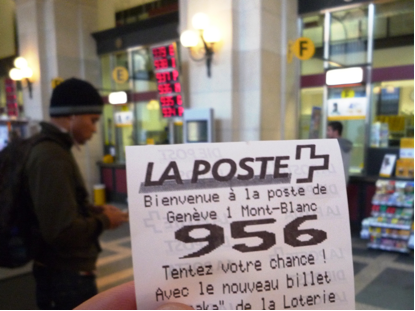 LA POSTE
Bienvenue à la poste de
Genève 1 Mont-Blanc
956
Tentez votre chance !
Avec le nouveau billet
de la Loterie
E
F